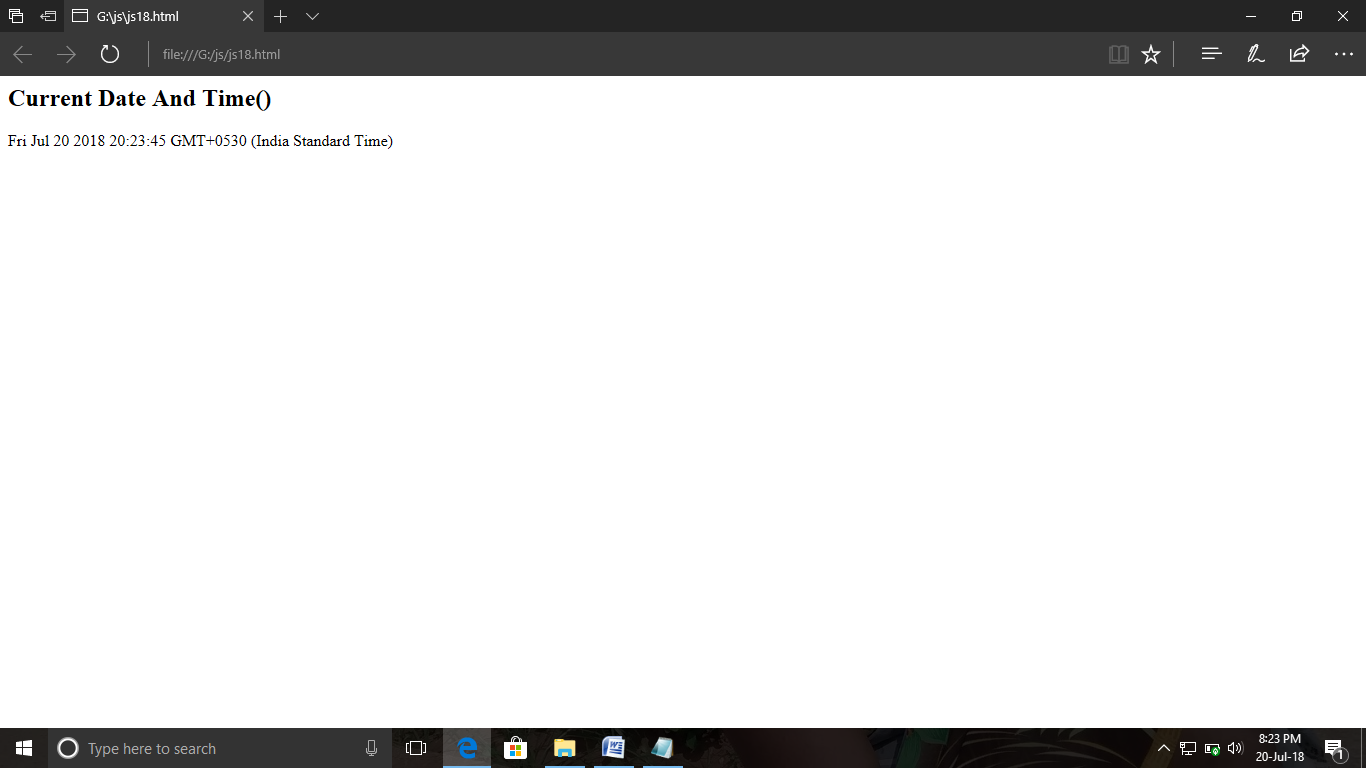 G:\js\js18.html
file:///G:/js/js18.html
Current Date And Time()
Fri Jul 20 2018 20:23:45 GMT+0530 (India Standard Time)
Type here to search
8:23 PM
20-Jul-18
1